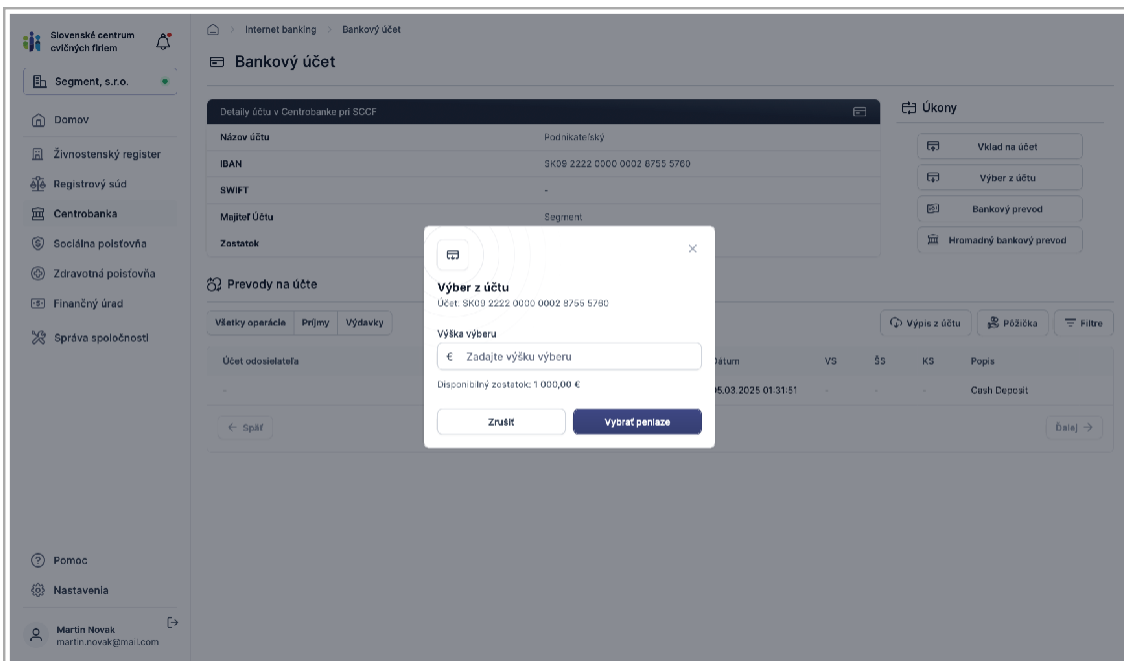 Slovenské centrum
cvičných firiem
Segment, s.r.o.
Domov
Živnostenský register
Registrový súd
Centrobanka
Sociálna poisťovňa
Zdravotná poisťovňa
Finančný úrad
Správa spoločnosti
Pomoc
Nastavenia
Martin Novak
martin.novak@mail.com
Internet banking > Bankový účet
Bankový účet
Detaily účtu v Centrobanke pri SCCF
Názov účtu Podnikateľský
IBAN SK09 2222 0000 0002 8755 5760
SWIFT -
Majiteľ Účtu Segment
Zostatok
Úkony
Vklad na účet
Výber z účtu
Bankový prevod
Hromadný bankový prevod
Prevody na účte
Všetky operácie Príjmy Výdavky
Výpis z účtu Pôžička Filtre
Účet odosielateľa Dátum VS ŠS KS Popis
- 05.03.2025 01:31:51 - - - Cash Deposit
← Späť Ďalej →
Výber z účtu
Účet: SK09 2222 0000 0002 8755 5760
Výška výberu
€ Zadajte výšku výberu
Disponibilný zostatok: 1 000,00 €
Zrušiť Vybrať peniaze